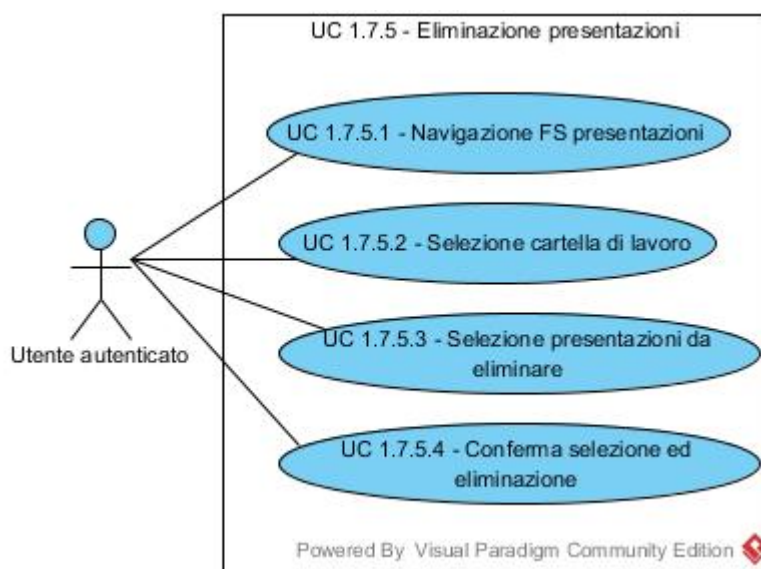 UC 1.7.5 - Eliminazione presentazioni
UC 1.7.5.1 - Navigazione FS presentazioni
UC 1.7.5.2 - Selezione cartella di lavoro
Utente autenticato
UC 1.7.5.3 - Selezione presentazioni da
eliminare
UC 1.7.5.4 - Conferma selezione ed
eliminazione
Powered By Visual Paradigm Community Edition